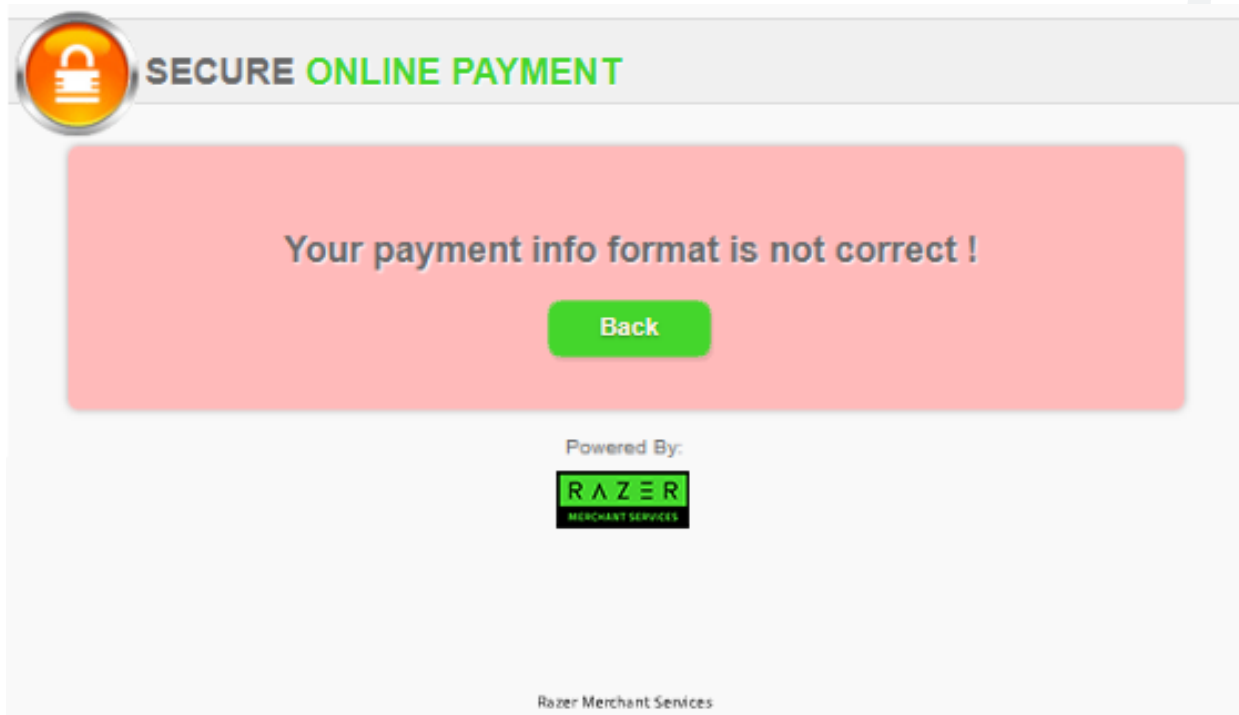 SECURE ONLINE PAYMENT
Your payment info format is not correct !
Back
Powered By:
RAZER
MERCHANT SERVICES
Razer Merchant Services